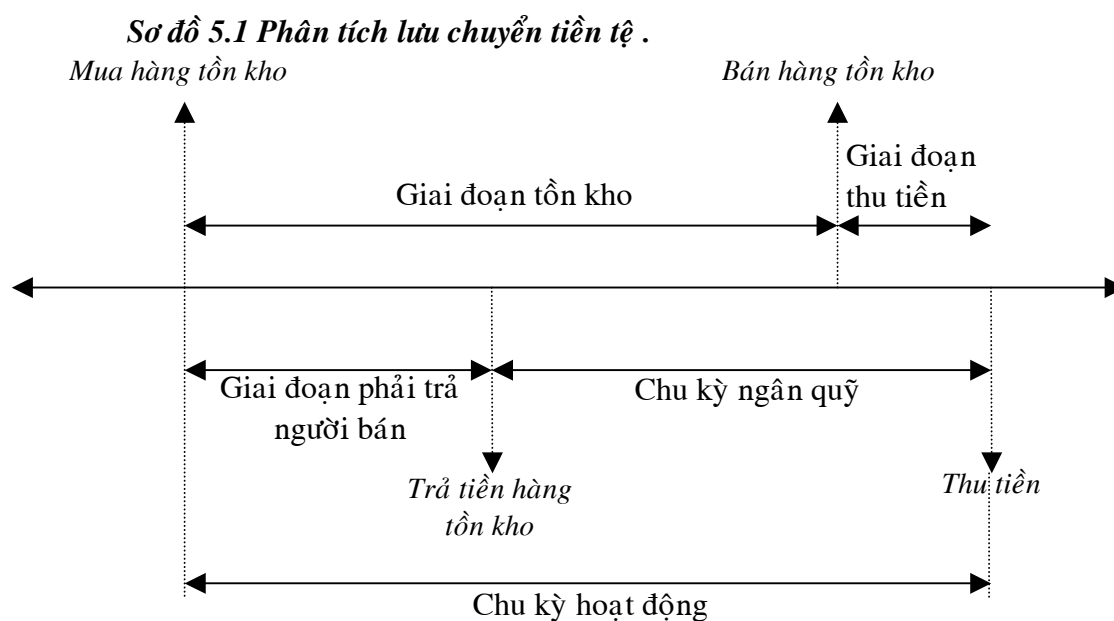 Sơ đồ 5.1 Phân tích lưu chuyển tiền tệ .
Mua hàng tồn kho
Bán hàng tồn kho
Giai đoạn
thu tiền
Giai đoạn tồn kho
Giai đoạn phải trả
người bán
Chu kỳ ngân quỹ
Trả tiền hàng
tồn kho
Thu tiền
Chu kỳ hoạt động